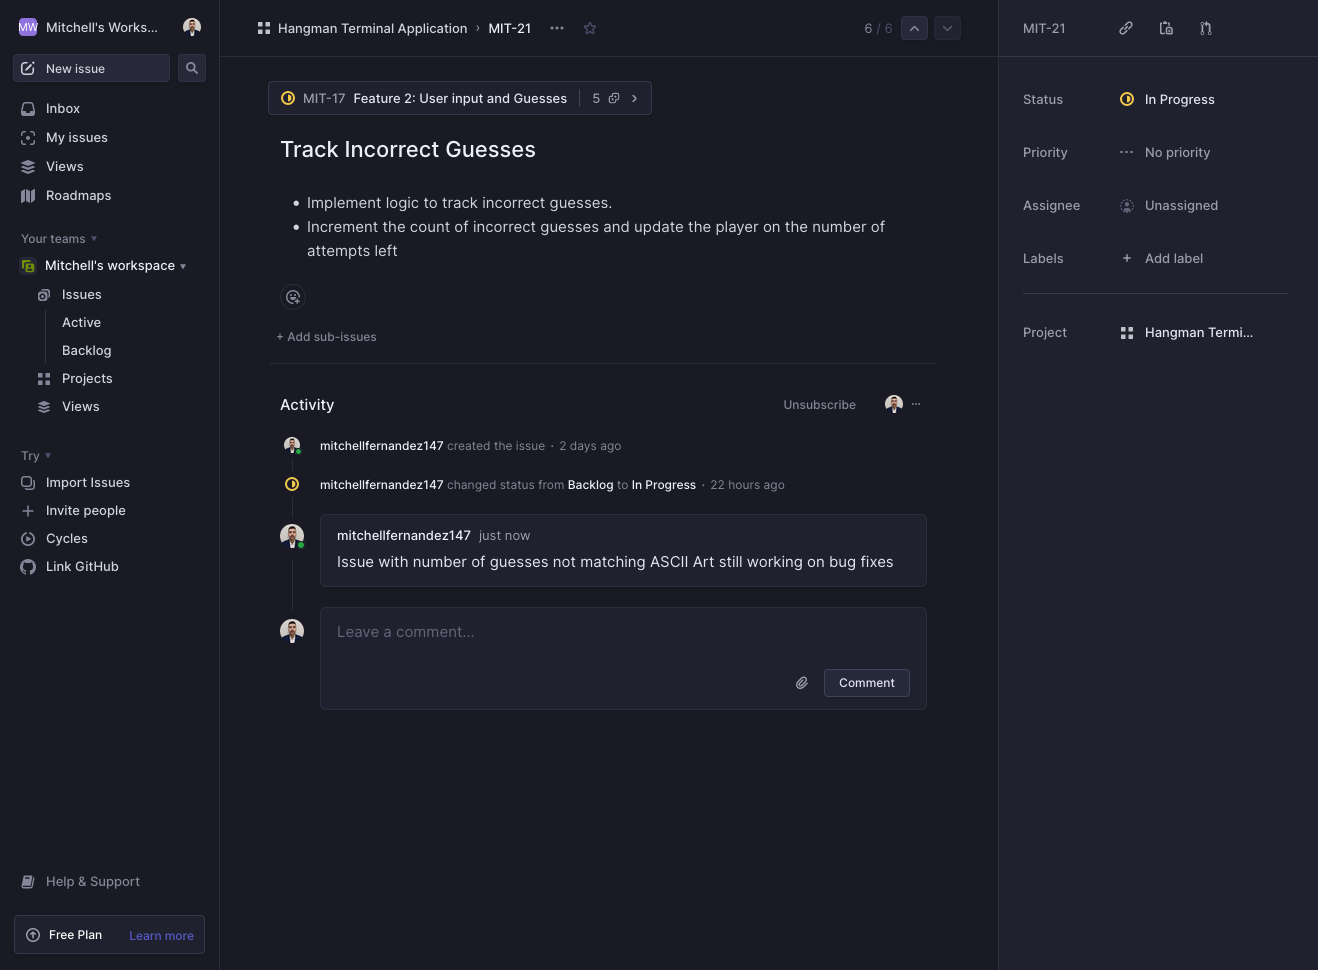 MW Mitchell's Works...
New issue
Inbox
My issues
Views
Roadmaps
Your teams
Mitchell's workspace
Issues
Active
Backlog
Projects
Views
Try
Import Issues
Invite people
Cycles
Link GitHub
Help & Support
Free Plan Learn more
Hangman Terminal Application › MIT-21 ... 6 / 6
MIT-17 Feature 2: User input and Guesses 5 ›
Track Incorrect Guesses
• Implement logic to track incorrect guesses.
• Increment the count of incorrect guesses and update the player on the number of
attempts left
+ Add sub-issues
Activity Unsubscribe ...
mitchellfernandez147 created the issue · 2 days ago
mitchellfernandez147 changed status from Backlog to In Progress · 22 hours ago
mitchellfernandez147 just now
Issue with number of guesses not matching ASCII Art still working on bug fixes
Leave a comment...
Comment
MIT-21
Status In Progress
Priority --- No priority
Assignee Unassigned
Labels + Add label
Project Hangman Termi...